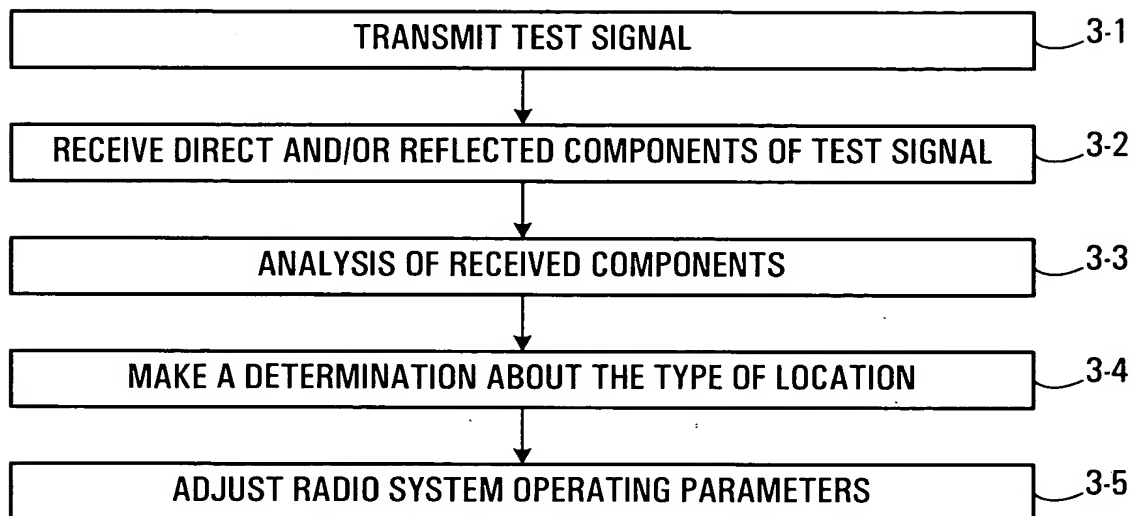 TRANSMIT TEST SIGNAL 3-1
RECEIVE DIRECT AND/OR REFLECTED COMPONENTS OF TEST SIGNAL 3-2
ANALYSIS OF RECEIVED COMPONENTS 3-3
MAKE A DETERMINATION ABOUT THE TYPE OF LOCATION 3-4
ADJUST RADIO SYSTEM OPERATING PARAMETERS 3-5